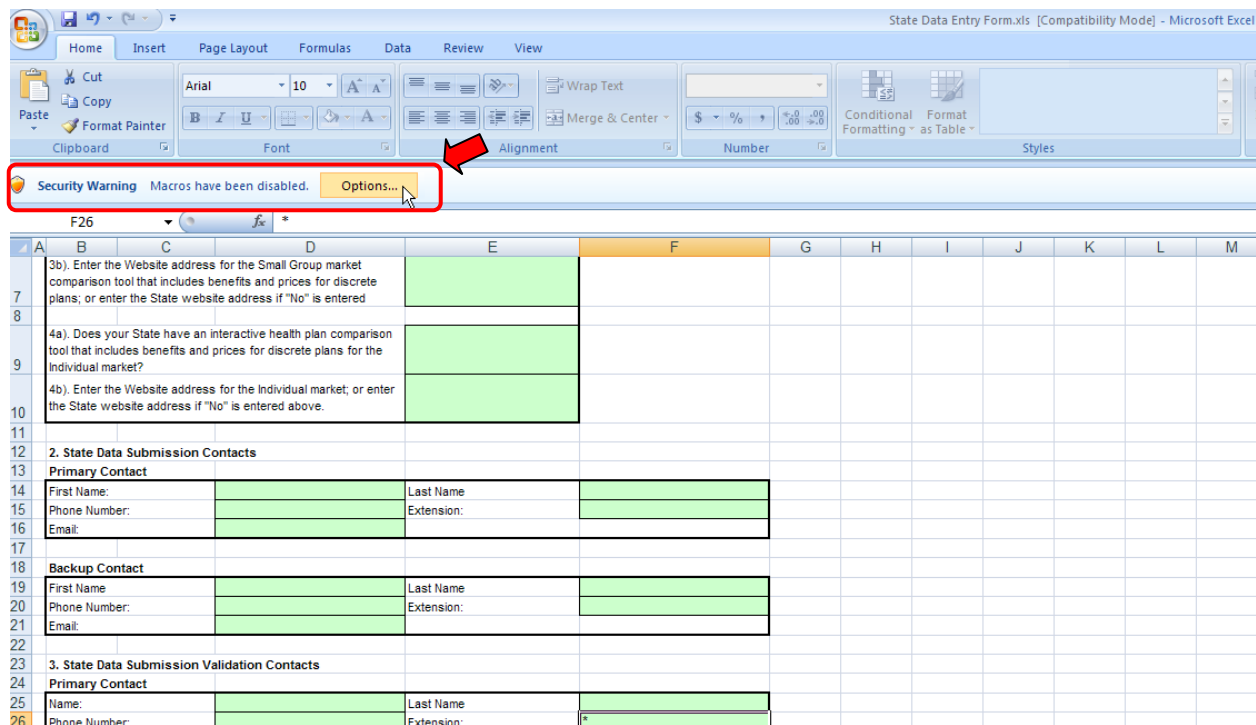 State Data Entry Form.xls [Compatibility Mode] - Microsoft Excel
Home Insert Page Layout Formulas Data Review View
Paste
Cut
Copy
Format Painter
Clipboard
Arial 10
B I U
Font
Wrap Text
Merge & Center
Alignment
$ % ,
Number
Conditional Formatting
Format as Table
Styles
Security Warning Macros have been disabled. Options...
F26 fx *
A B C D E F G H I J K L M
7 3b). Enter the Website address for the Small Group market
comparison tool that includes benefits and prices for discrete
plans; or enter the State website address if "No" is entered
8
9 4a). Does your State have an interactive health plan comparison
tool that includes benefits and prices for discrete plans for the
Individual market?
10 4b). Enter the Website address for the Individual market; or enter
the State website address if "No" is entered above.
11
12 2. State Data Submission Contacts
13 Primary Contact
14 First Name: Last Name
15 Phone Number: Extension:
16 Email:
17
18 Backup Contact
19 First Name Last Name
20 Phone Number: Extension:
21 Email:
22
23 3. State Data Submission Validation Contacts
24 Primary Contact
25 Name: Last Name
26 Phone Number: Extension: *